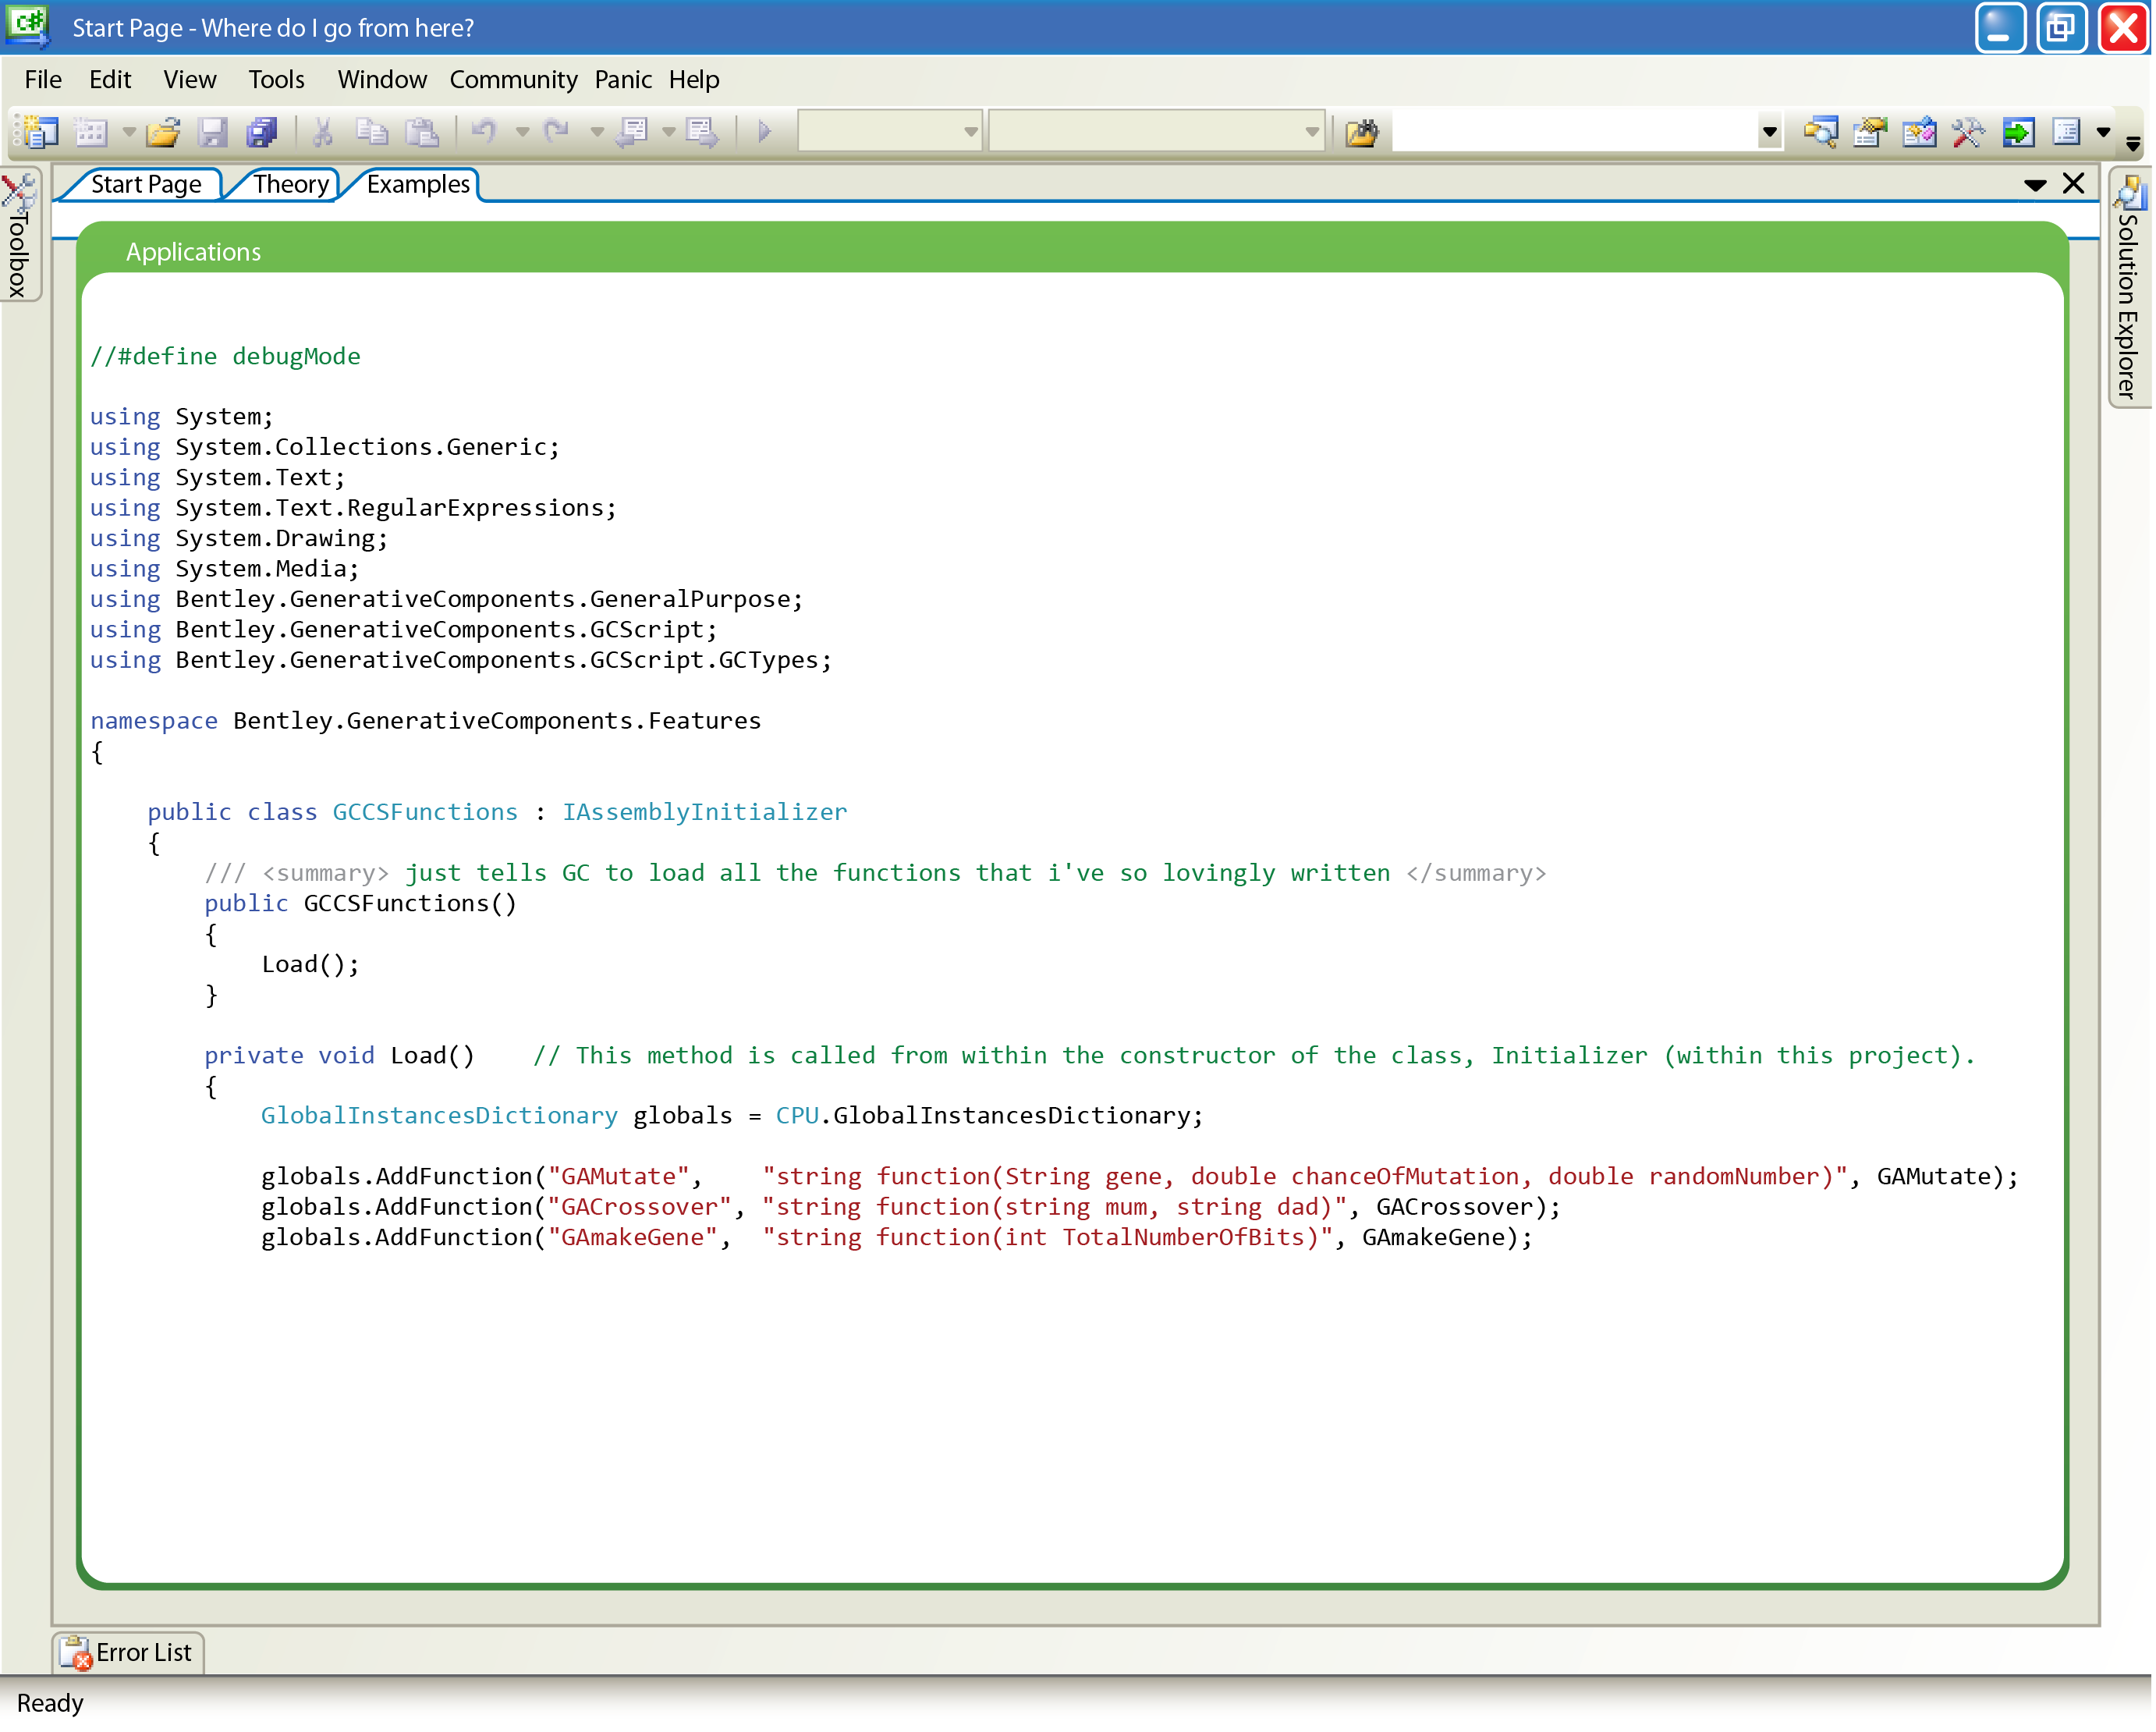 Start Page - Where do I go from here?
File Edit View Tools Window Community Panic Help
Toolbox
Start Page Theory Examples
Solution Explorer
Applications
//#define debugMode
using System;
using System.Collections.Generic;
using System.Text;
using System.Text.RegularExpressions;
using System.Drawing;
using System.Media;
using Bentley.GenerativeComponents.GeneralPurpose;
using Bentley.GenerativeComponents.GCScript;
using Bentley.GenerativeComponents.GCScript.GCTypes;
namespace Bentley.GenerativeComponents.Features
{
public class GCCSFunctions : IAssemblyInitializer
{
/// <summary> just tells GC to load all the functions that i've so lovingly written </summary>
public GCCSFunctions()
{
Load();
}
private void Load() // This method is called from within the constructor of the class, Initializer (within this project).
{
GlobalInstancesDictionary globals = CPU.GlobalInstancesDictionary;
globals.AddFunction("GAMutate", "string function(String gene, double chanceOfMutation, double randomNumber)", GAMutate);
globals.AddFunction("GACrossover", "string function(string mum, string dad)", GACrossover);
globals.AddFunction("GAmakeGene", "string function(int TotalNumberOfBits)", GAmakeGene);
Error List
Ready